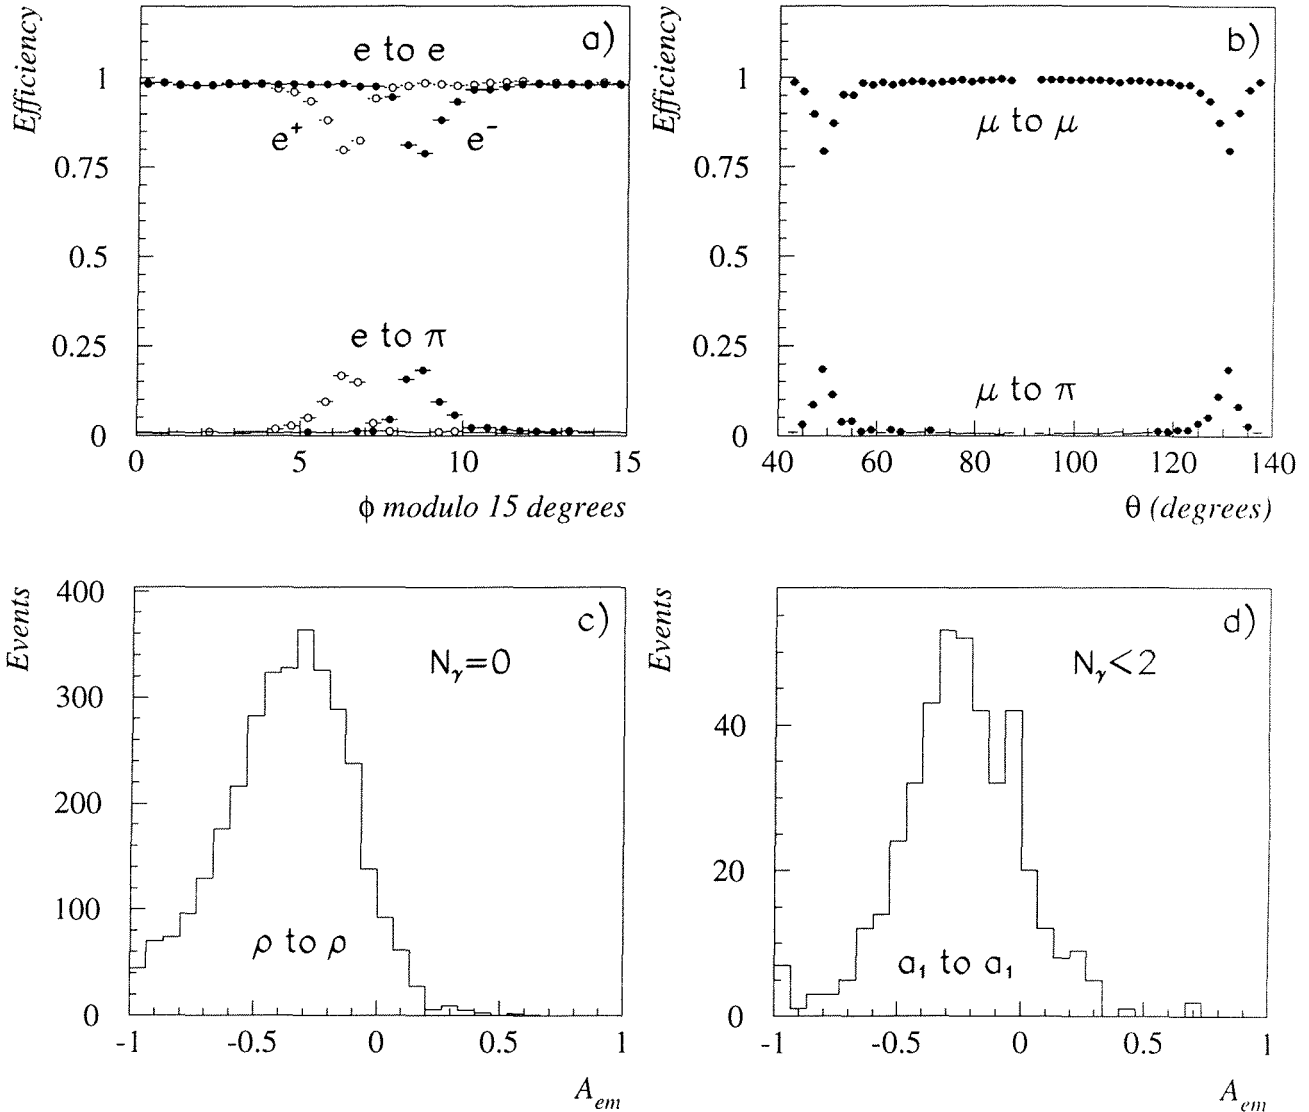 Efficiency
1
0.75
0.5
0.25
0
a)
e to e
e⁺
e⁻
e to π
0
5
10
15
φ modulo 15 degrees
Efficiency
1
0.75
0.5
0.25
0
b)
μ to μ
μ to π
40
60
80
100
120
140
θ (degrees)
Events
400
300
200
100
0
c)
Nγ=0
ρ to ρ
-1
-0.5
0
0.5
1
A_em
Events
40
20
0
d)
Nγ<2
a₁ to a₁
-1
-0.5
0
0.5
1
A_em